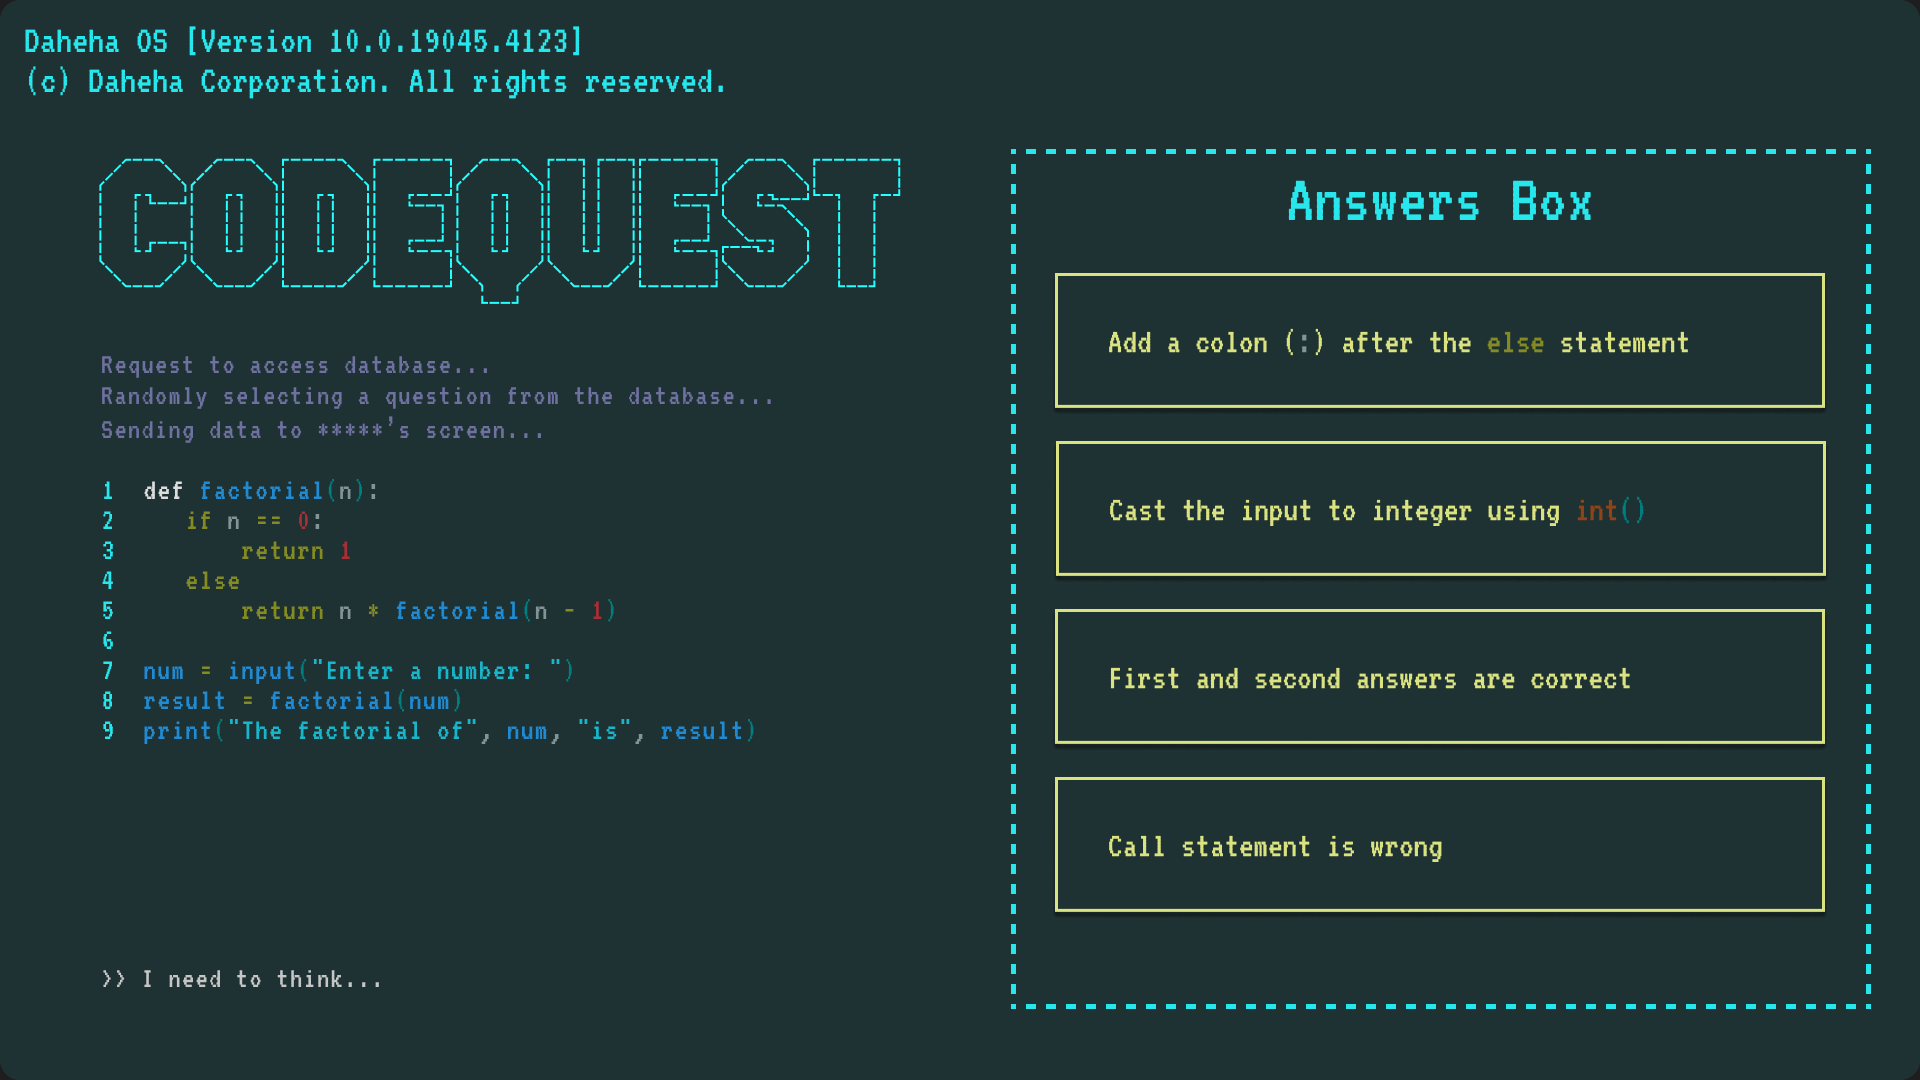 Daheha OS [Version 10.0.19045.4123]
(c) Daheha Corporation. All rights reserved.
CODEQUEST
Request to access database...
Randomly selecting a question from the database...
Sending data to *****'s screen...
1 def factorial(n):
2     if n == 0:
3         return 1
4     else
5         return n * factorial(n - 1)
6
7 num = input("Enter a number: ")
8 result = factorial(num)
9 print("The factorial of", num, "is", result)
>> I need to think...
Answers Box
Add a colon (:) after the else statement
Cast the input to integer using int()
First and second answers are correct
Call statement is wrong